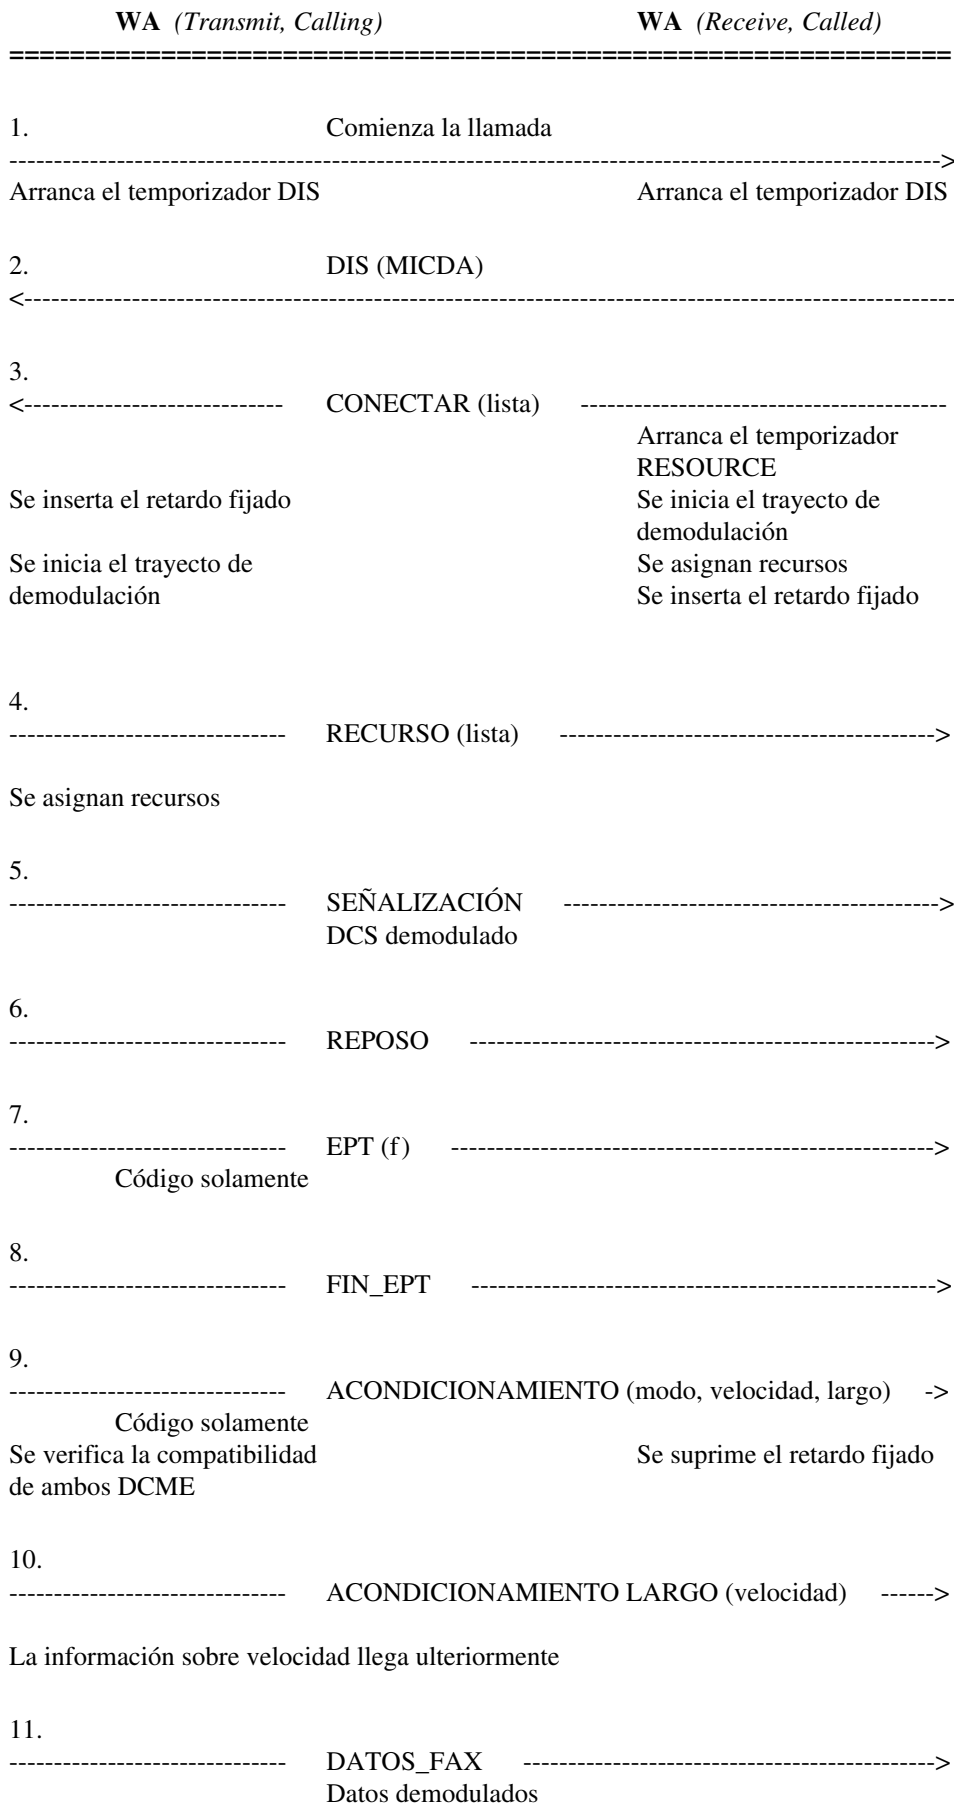 WA (Transmit, Calling) WA (Receive, Called)
==============================================================
1. Comienza la llamada
-------------------------------------------------------------------------------------------------------->
Arranca el temporizador DIS Arranca el temporizador DIS
2. DIS (MICDA)
<--------------------------------------------------------------------------------------------------------
3.
<----------------------------- CONECTAR (lista) -----------------------------------------
Arranca el temporizador
RESOURCE
Se inserta el retardo fijado Se inicia el trayecto de
demodulación
Se inicia el trayecto de Se asignan recursos
demodulación Se inserta el retardo fijado
4.
------------------------------- RECURSO (lista) ------------------------------------------>
Se asignan recursos
5.
------------------------------- SEÑALIZACIÓN ------------------------------------------>
DCS demodulado
6.
------------------------------- REPOSO ---------------------------------------------------->
7.
------------------------------- EPT (f) ------------------------------------------------------>
Código solamente
8.
------------------------------- FIN_EPT ---------------------------------------------------->
9.
------------------------------- ACONDICIONAMIENTO (modo, velocidad, largo) ->
Código solamente
Se verifica la compatibilidad Se suprime el retardo fijado
de ambos DCME
10.
------------------------------- ACONDICIONAMIENTO LARGO (velocidad) ------>
La información sobre velocidad llega ulteriormente
11.
------------------------------- DATOS_FAX ---------------------------------------------->
Datos demodulados